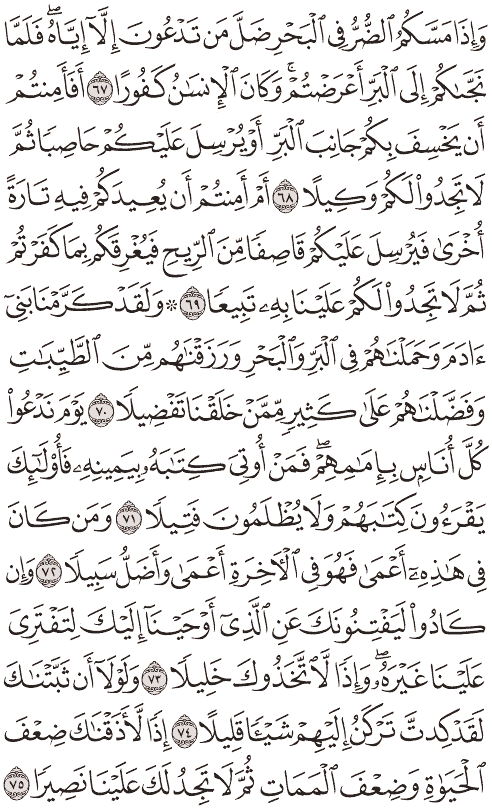 وَإِذَا مَسَّكُمُ ٱلضُّرُّ فِي ٱلۡبَحۡرِ ضَلَّ مَن تَدۡعُونَ إِلَّآ إِيَّاهُۖ فَلَمَّا
نَجَّىٰكُمۡ إِلَى ٱلۡبَرِّ أَعۡرَضۡتُمۡۚ وَكَانَ ٱلۡإِنسَٰنُ كَفُورًا ٦٧ أَفَأَمِنتُمۡ
أَن يَخۡسِفَ بِكُمۡ جَانِبَ ٱلۡبَرِّ أَوۡ يُرۡسِلَ عَلَيۡكُمۡ حَاصِبٗا ثُمَّ
لَا تَجِدُواْ لَكُمۡ وَكِيلًا ٦٨ أَمۡ أَمِنتُمۡ أَن يُعِيدَكُمۡ فِيهِ تَارَةً
أُخۡرَىٰ فَيُرۡسِلَ عَلَيۡكُمۡ قَاصِفٗا مِّنَ ٱلرِّيحِ فَيُغۡرِقَكُم بِمَا كَفَرۡتُمۡ
ثُمَّ لَا تَجِدُواْ لَكُمۡ عَلَيۡنَا بِهِۦ تَبِيعٗا ٦٩ ۞ وَلَقَدۡ كَرَّمۡنَا بَنِيٓ
ءَادَمَ وَحَمَلۡنَٰهُمۡ فِي ٱلۡبَرِّ وَٱلۡبَحۡرِ وَرَزَقۡنَٰهُم مِّنَ ٱلطَّيِّبَٰتِ
وَفَضَّلۡنَٰهُمۡ عَلَىٰ كَثِيرٖ مِّمَّنۡ خَلَقۡنَا تَفۡضِيلٗا ٧٠ يَوۡمَ نَدۡعُواْ
كُلَّ أُنَاسِۭ بِإِمَٰمِهِمۡۖ فَمَنۡ أُوتِيَ كِتَٰبَهُۥ بِيَمِينِهِۦ فَأُوْلَٰٓئِكَ
يَقۡرَءُونَ كِتَٰبَهُمۡ وَلَا يُظۡلَمُونَ فَتِيلٗا ٧١ وَمَن كَانَ
فِي هَٰذِهِۦٓ أَعۡمَىٰ فَهُوَ فِي ٱلۡأٓخِرَةِ أَعۡمَىٰ وَأَضَلُّ سَبِيلٗا ٧٢ وَإِن
كَادُواْ لَيَفۡتِنُونَكَ عَنِ ٱلَّذِيٓ أَوۡحَيۡنَآ إِلَيۡكَ لِتَفۡتَرِيَ
عَلَيۡنَا غَيۡرَهُۥۖ وَإِذٗا لَّٱتَّخَذُوكَ خَلِيلٗا ٧٣ وَلَوۡلَآ أَن ثَبَّتۡنَٰكَ
لَقَدۡ كِدتَّ تَرۡكَنُ إِلَيۡهِمۡ شَيۡـٔٗا قَلِيلًا ٧٤ إِذٗا لَّأَذَقۡنَٰكَ ضِعۡفَ
ٱلۡحَيَوٰةِ وَضِعۡفَ ٱلۡمَمَاتِ ثُمَّ لَا تَجِدُ لَكَ عَلَيۡنَا نَصِيرٗا ٧٥